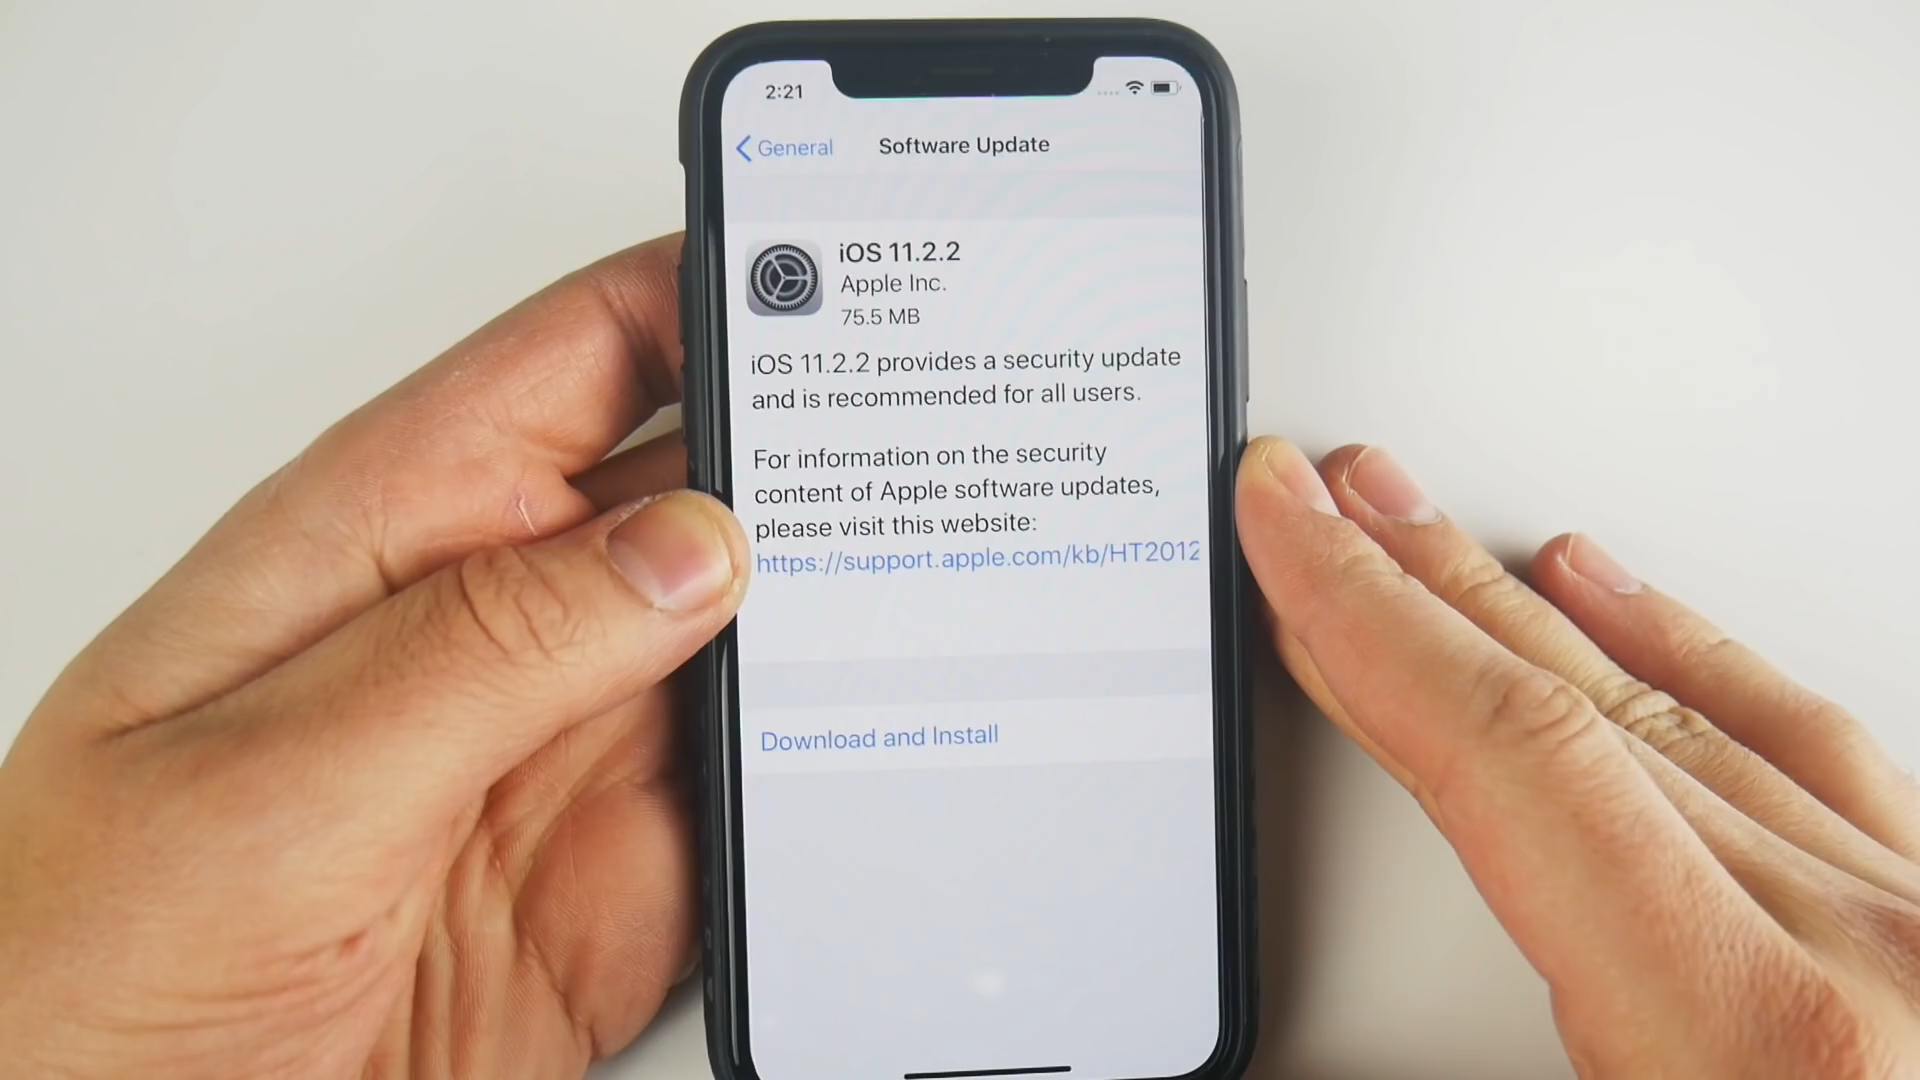 2:21
General
Software Update
iOS 11.2.2
Apple Inc.
75.5 MB
iOS 11.2.2 provides a security update
and is recommended for all users.
For information on the security
content of Apple software updates,
please visit this website:
https://support.apple.com/kb/HT2012
Download and Install